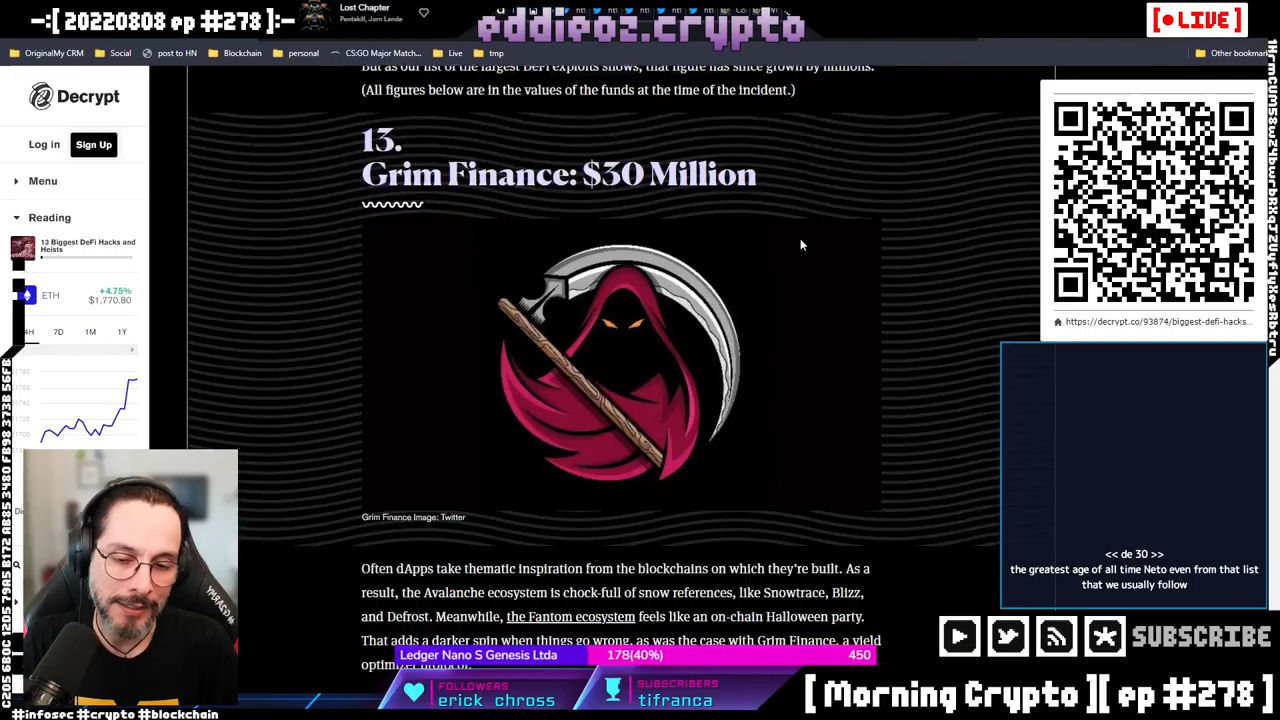 -:[ 20220808 ep #278 ]:-
Lost Chapter
Pentakill, Jorn Lande
eddieoz.crypto
[● LIVE]
OriginalMy CRM
Social
post to HN
Blockchain
personal
CS:GO Major Match...
Live
tmp
Other bookmar
Decrypt
Log in
Sign Up
Menu
Reading
13 Biggest DeFi Hacks and
Heists
ETH
+4.75%
$1,770.80
4H
7D
1M
1Y
But as our list of the largest DeFi exploits shows, that figure has since grown by millions.
(All figures below are in the values of the funds at the time of the incident.)
13.
Grim Finance: $30 Million
Grim Finance Image: Twitter
Often dApps take thematic inspiration from the blockchains on which they're built. As a
result, the Avalanche ecosystem is chock-full of snow references, like Snowtrace, Blizz,
and Defrost. Meanwhile, the Fantom ecosystem feels like an on-chain Halloween party.
That adds a darker spin when things go wrong, as was the case with Grim Finance, a yield
optimizer protocol.
https://decrypt.co/93874/biggest-defi-hacks...
<< de 30 >>
the greatest age of all time Neto even from that list
that we usually follow
SUBSCRIBE
Ledger Nano S Genesis Ltda
178(40%)
450
FOLLOWERS
erick_chross
SUBSCRIBERS
tifranca
[ Morning Crypto ][ ep #278 ]
#infosec #crypto #blockchain